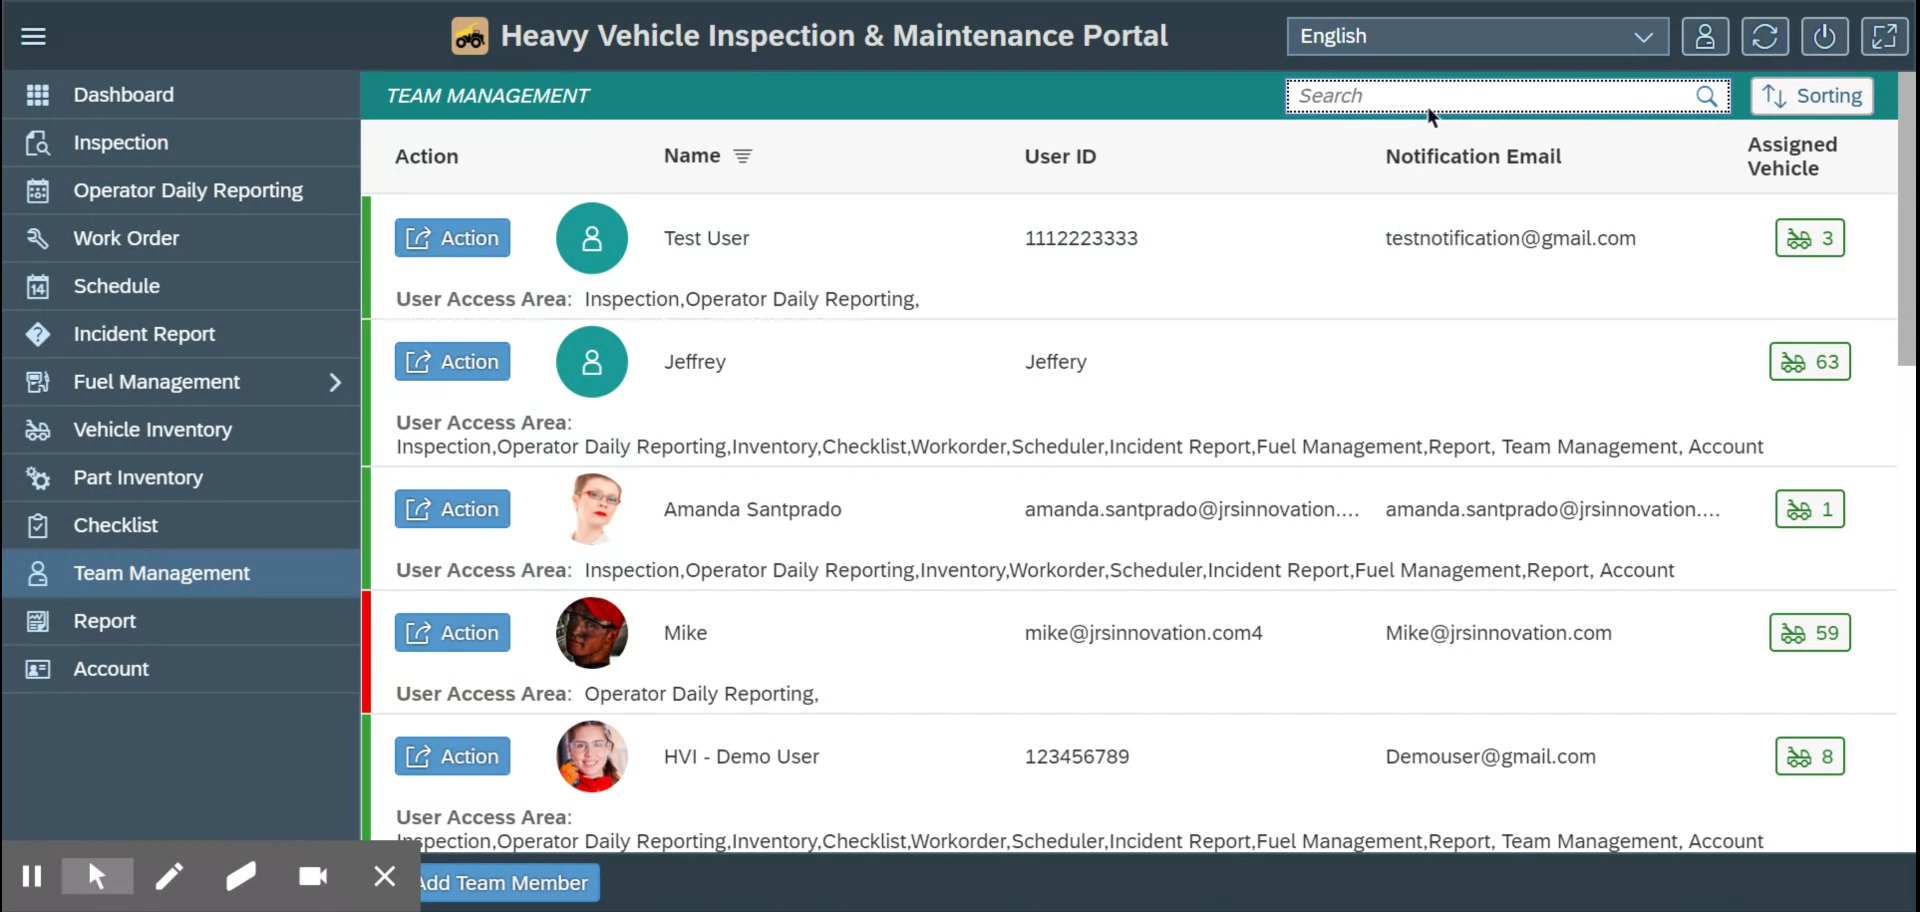 Heavy Vehicle Inspection & Maintenance Portal
English
Dashboard
Inspection
Operator Daily Reporting
Work Order
14
Schedule
Incident Report
Fuel Management
Vehicle Inventory
Part Inventory
Checklist
Team Management
Report
Account
TEAM MANAGEMENT
Search
Sorting
Action
Name
User ID
Notification Email
Assigned
Vehicle
Action
Test User
1112223333
testnotification@gmail.com
3
User Access Area: Inspection,Operator Daily Reporting,
Action
Jeffrey
Jeffery
63
User Access Area:
Inspection,Operator Daily Reporting,Inventory,Checklist,Workorder,Scheduler,Incident Report,Fuel Management,Report, Team Management, Account
Action
Amanda Santprado
amanda.santprado@jrsinnovation....
amanda.santprado@jrsinnovation....
1
User Access Area: Inspection,Operator Daily Reporting,Inventory,Workorder,Scheduler,Incident Report,Fuel Management,Report, Account
Action
Mike
mike@jrsinnovation.com4
Mike@jrsinnovation.com
59
User Access Area: Operator Daily Reporting,
Action
HVI - Demo User
123456789
Demouser@gmail.com
8
User Access Area:
Inspection,Operator Daily Reporting,Inventory,Checklist,Workorder,Scheduler,Incident Report,Fuel Management,Report, Team Management, Account
Add Team Member